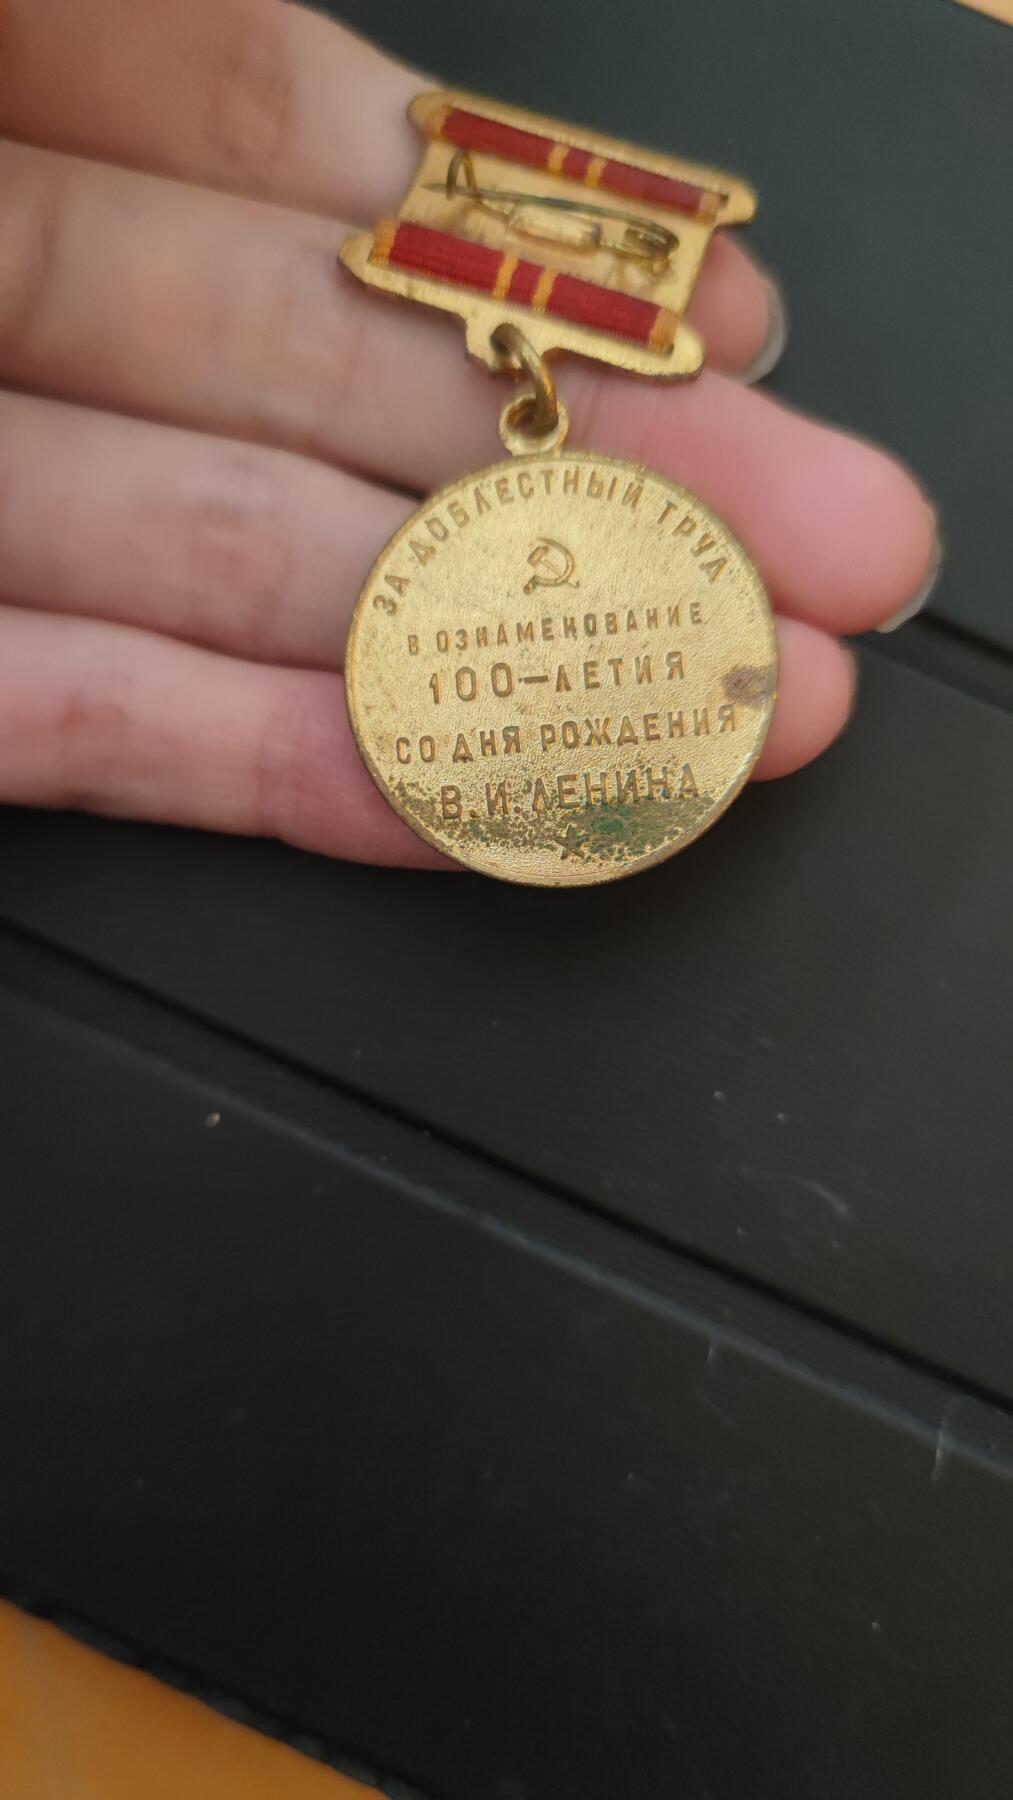 ЗА ДОБЛЕСТНЫЙ ТРУД
В ОЗНАМЕНОВАНИЕ
100-ЛЕТИЯ
СО ДНЯ РОЖДЕНИЯ
В.И.ЛЕНИНА